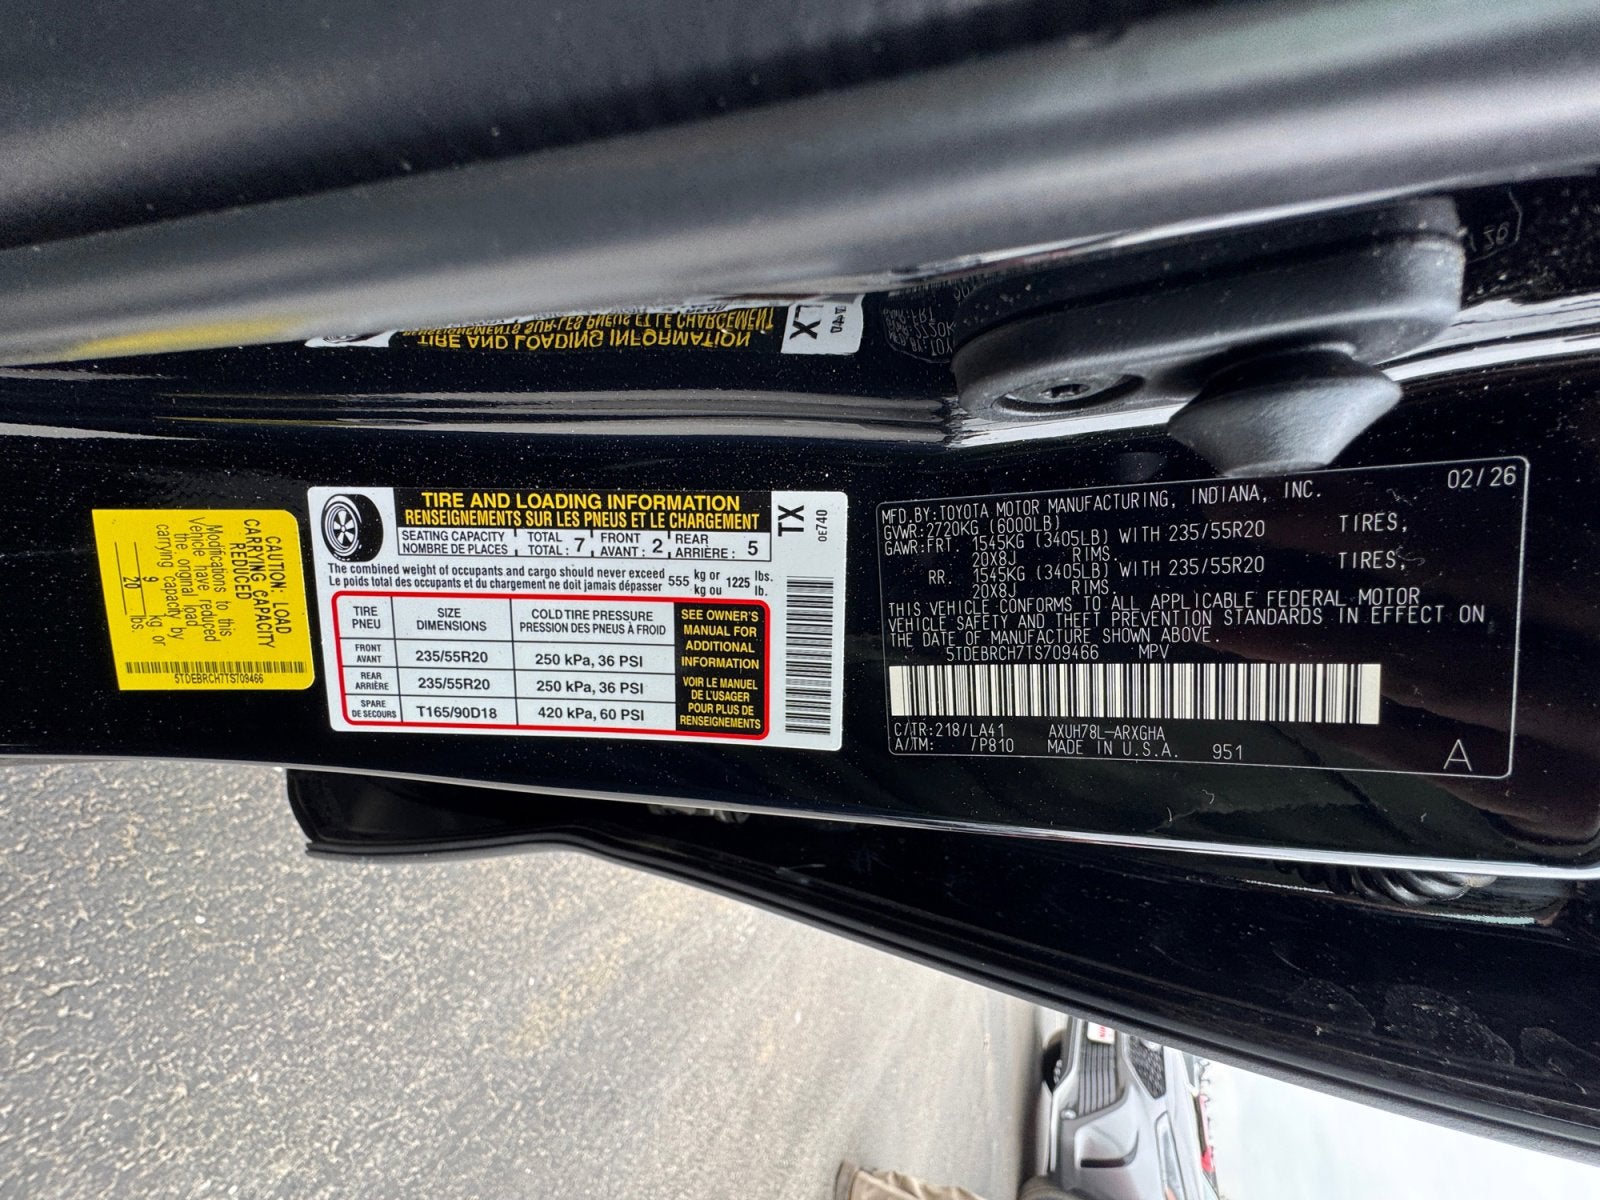 CAUTION: LOAD
CARRYING CAPACITY
REDUCED
Modifications to this
Vehicle have reduced
the original load
carrying capacity by
9 kg or
20 lbs.
5TDEBRCH7TS709466
TIRE AND LOADING INFORMATION
RENSEIGNEMENTS SUR LES PNEUS ET LE CHARGEMENT
SEATING CAPACITY
NOMBRE DE PLACES
TOTAL
TOTAL : 7
FRONT
AVANT : 2
REAR
ARRIÈRE : 5
The combined weight of occupants and cargo should never exceed 555 kg or 1225 lbs.
Le poids total des occupants et du chargement ne doit jamais dépasser kg ou lb.
TIRE
PNEU
SIZE
DIMENSIONS
COLD TIRE PRESSURE
PRESSION DES PNEUS À FROID
FRONT
AVANT
235/55R20
250 kPa, 36 PSI
REAR
ARRIÈRE
235/55R20
250 kPa, 36 PSI
SPARE
DE SECOURS
T165/90D18
420 kPa, 60 PSI
SEE OWNER'S
MANUAL FOR
ADDITIONAL
INFORMATION
VOIR LE MANUEL
DE L'USAGER
POUR PLUS DE
RENSEIGNEMENTS
TX
0E740
02/26
MFD.BY:TOYOTA MOTOR MANUFACTURING, INDIANA, INC.
GVWR:2720KG (6000LB)
GAWR:FRT. 1545KG (3405LB) WITH 235/55R20 TIRES,
20X8J RIMS.
RR. 1545KG (3405LB) WITH 235/55R20 TIRES,
20X8J RIMS.
THIS VEHICLE CONFORMS TO ALL APPLICABLE FEDERAL MOTOR
VEHICLE SAFETY AND THEFT PREVENTION STANDARDS IN EFFECT ON
THE DATE OF MANUFACTURE SHOWN ABOVE.
5TDEBRCH7TS709466 MPV
C/TR:218/LA41 AXUH78L-ARXGHA
A/TM: /P810 MADE IN U.S.A. 951
A